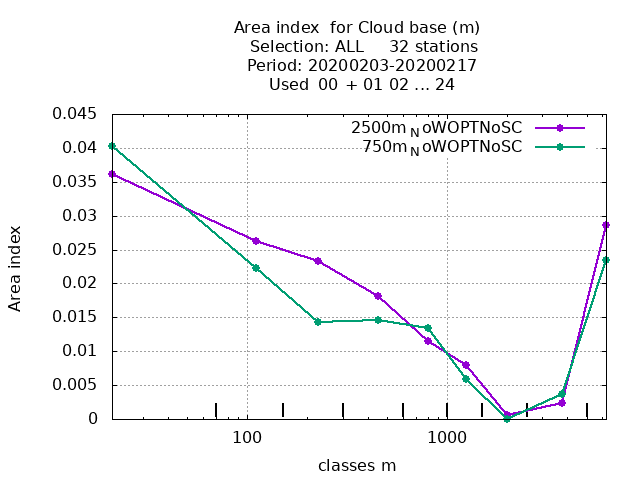 Area index  for Cloud base (m)
Selection: ALL     32 stations
Period: 20200203-20200217
Used  00 + 01 02 ... 24
0.045
0.04
0.035
0.03
0.025
0.02
0.015
0.01
0.005
0
Area index
2500m_NoWOPTNoSC
750m_NoWOPTNoSC
100
1000
classes m